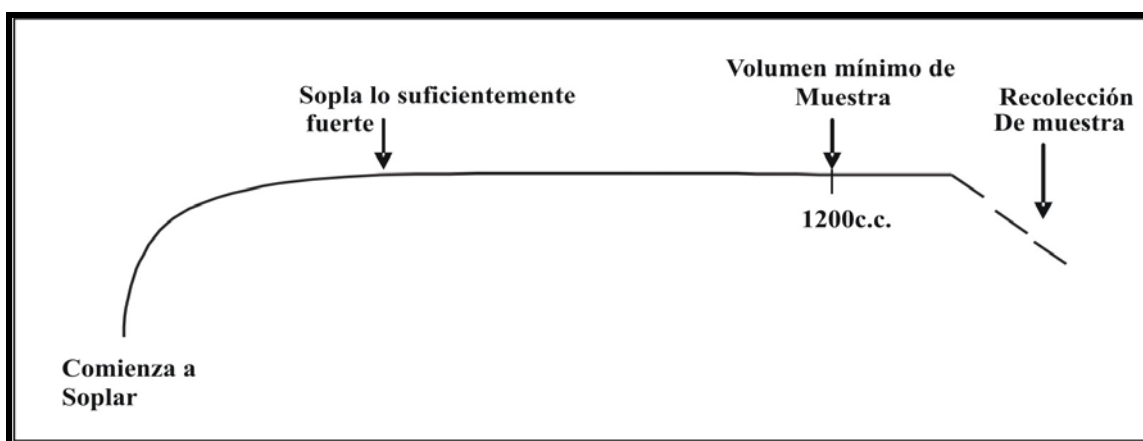 Sopla lo suficientemente
fuerte
Volumen mínimo de
Muestra
Recolección
De muestra
1200c.c.
Comienza a
Soplar